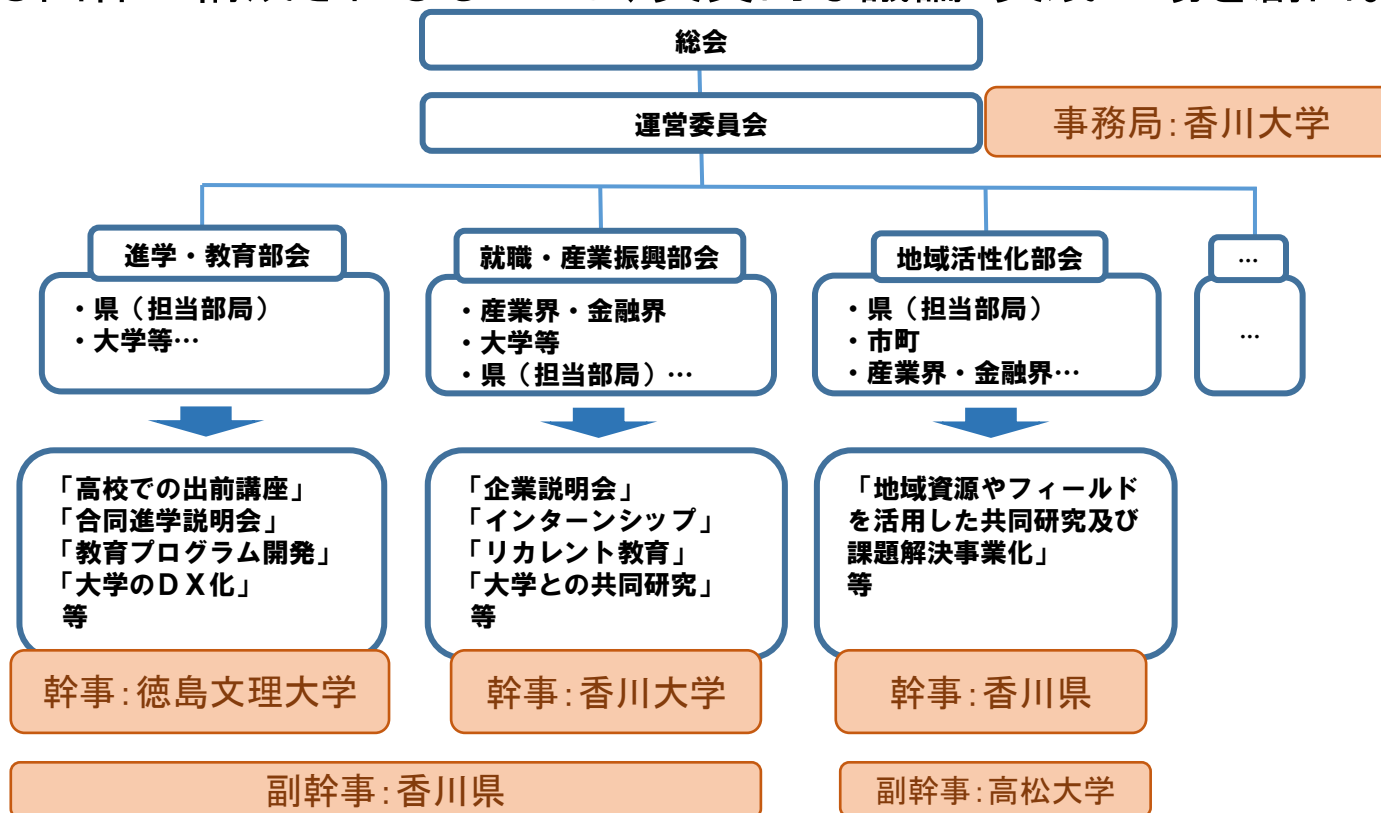 総会
運営委員会
事務局:香川大学
進学・教育部会
・県（担当部局）
・大学等…
就職・産業振興部会
・産業界・金融界
・大学等
・県（担当部局）…
地域活性化部会
・県（担当部局）
・市町
・産業界・金融界…
…
…
「高校での出前講座」
「合同進学説明会」
「教育プログラム開発」
「大学のＤＸ化」
等
「企業説明会」
「インターンシップ」
「リカレント教育」
「大学との共同研究」
等
「地域資源やフィールド
を活用した共同研究及び
課題解決事業化」
等
幹事:徳島文理大学
幹事:香川大学
幹事:香川県
副幹事:香川県
副幹事:高松大学